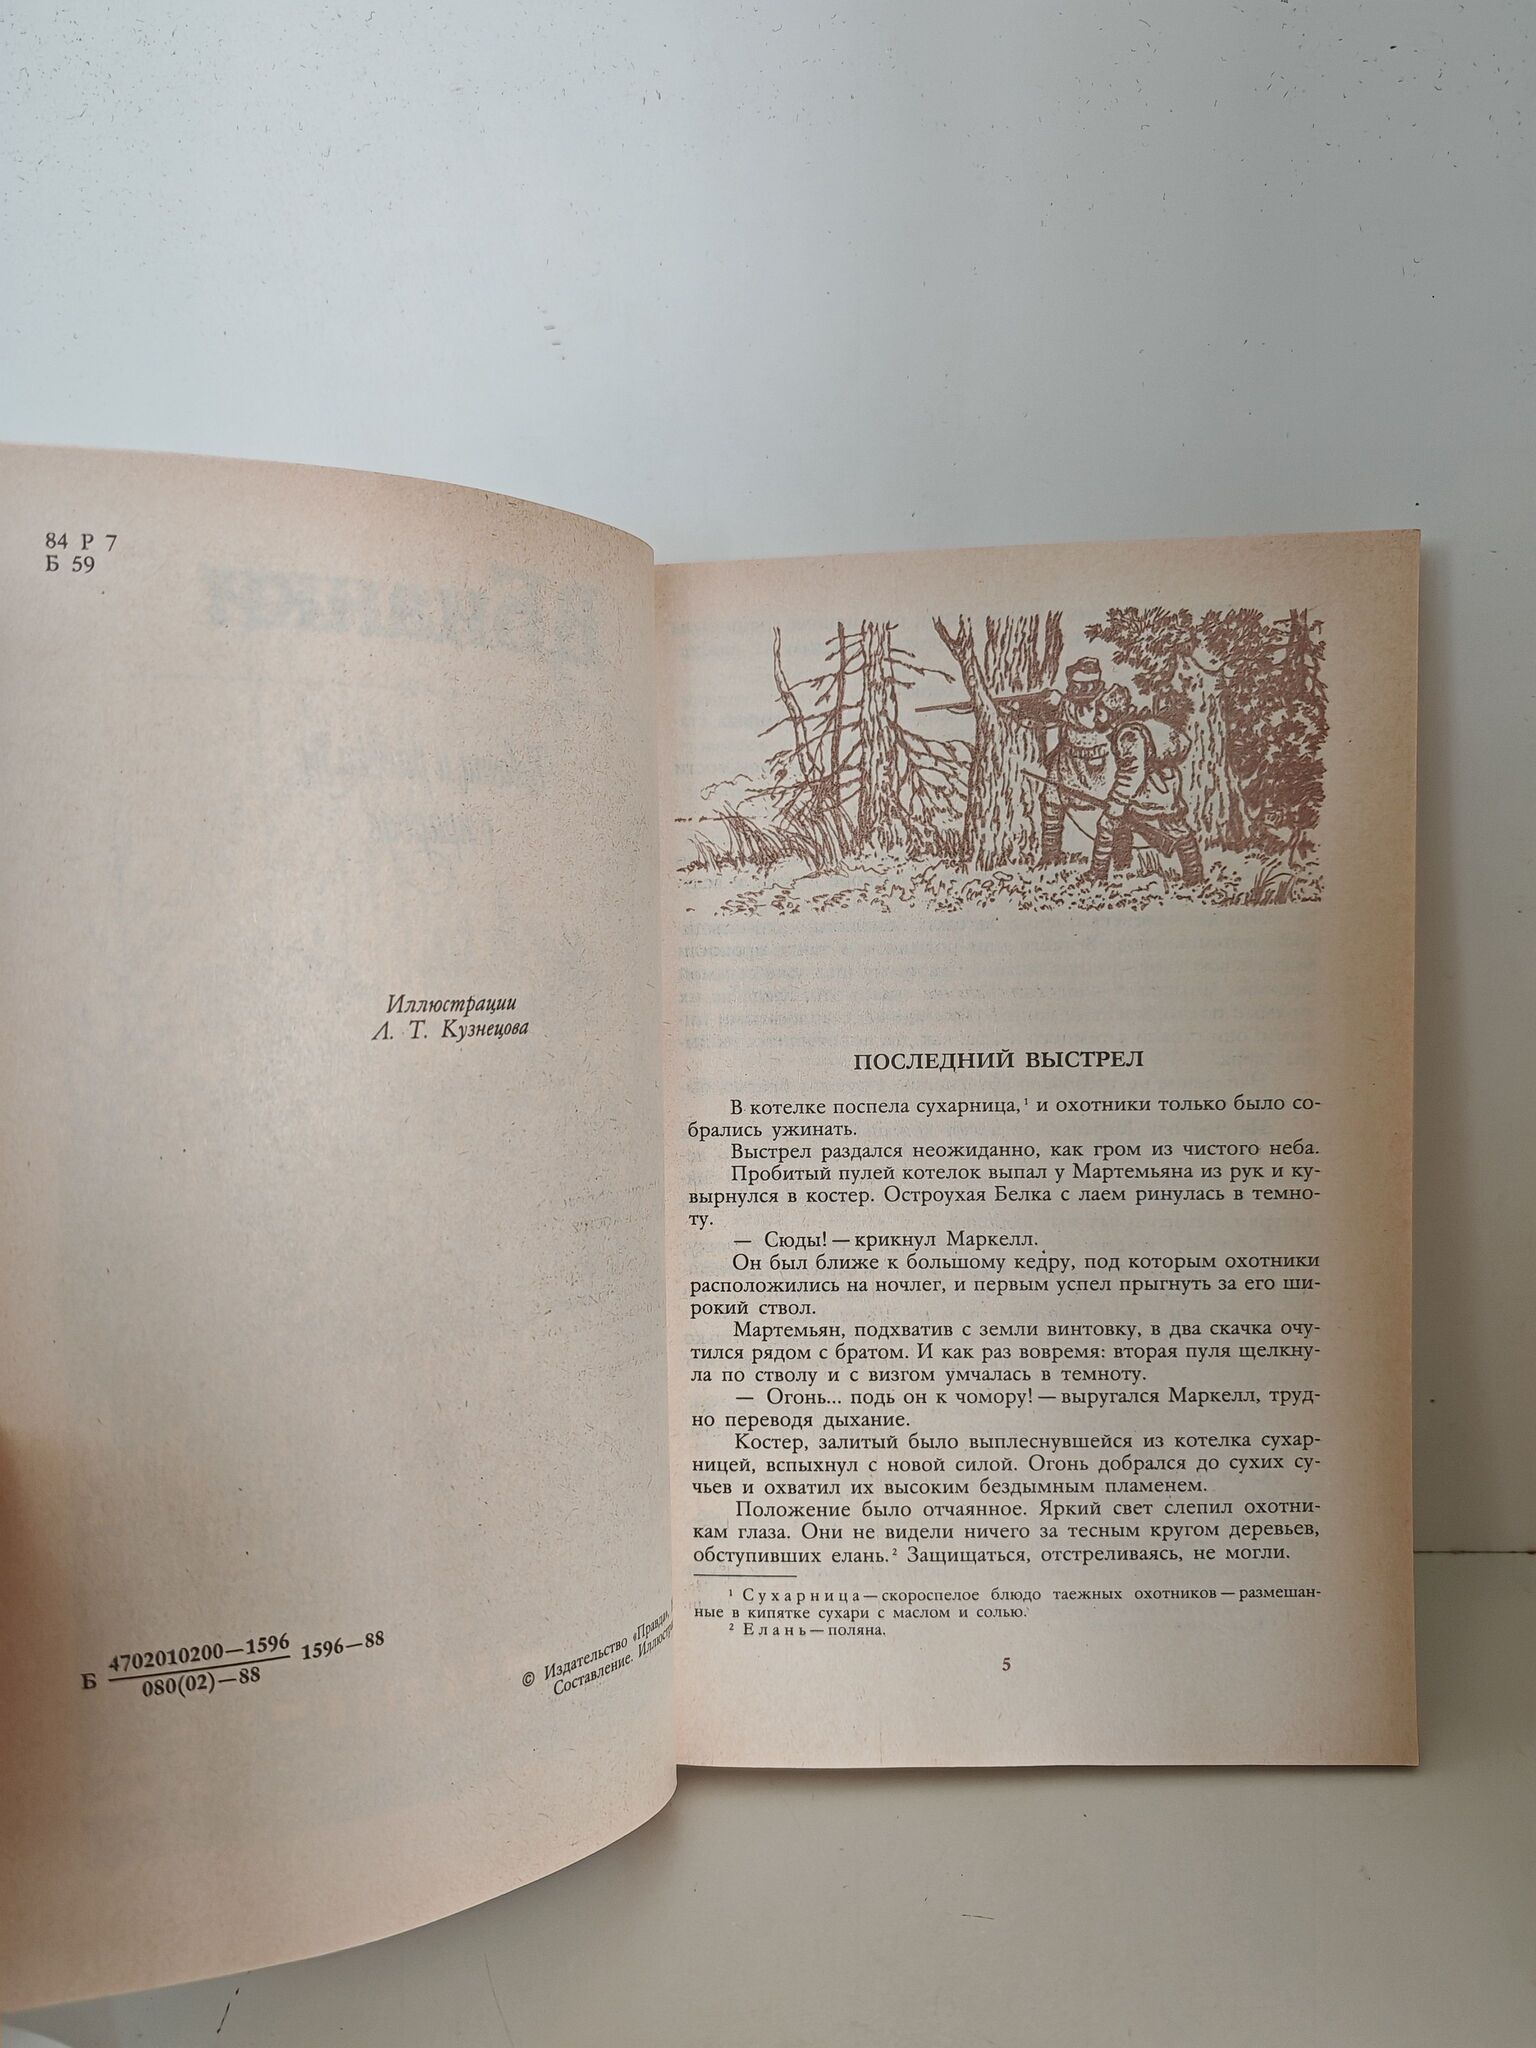 84 Р 7
Б 59
Иллюстрации
Л. Т. Кузнецова
Б 4702010200—1596 1596—88
080(02)—88
© Издательство «Правда»,
Составление.
ПОСЛЕДНИЙ ВЫСТРЕЛ
В котелке поспела сухарница,¹ и охотники только было со-
брались ужинать.
Выстрел раздался неожиданно, как гром из чистого неба.
Пробитый пулей котелок выпал у Мартемьяна из рук и ку-
вырнулся в костер. Остроухая Белка с лаем ринулась в темно-
ту.
— Сюды! — крикнул Маркелл.
Он был ближе к большому кедру, под которым охотники
расположились на ночлег, и первым успел прыгнуть за его ши-
рокий ствол.
Мартемьян, подхватив с земли винтовку, в два скачка очу-
тился рядом с братом. И как раз вовремя: вторая пуля щелкну-
ла по стволу и с визгом умчалась в темноту.
— Огонь... подь он к чомору! — выругался Маркелл, труд-
но переводя дыхание.
Костер, залитый было выплеснувшейся из котелка сухар-
ницей, вспыхнул с новой силой. Огонь добрался до сухих су-
чьев и охватил их высоким бездымным пламенем.
Положение было отчаянное. Яркий свет слепил охотни-
кам глаза. Они не видели ничего за тесным кругом деревьев,
обступивших елань.² Защищаться, отстреливаясь, не могли.
¹ Сухарница — скороспелое блюдо таежных охотников — размешан-
ные в кипятке сухари с маслом и солью.
² Елань — поляна.
5